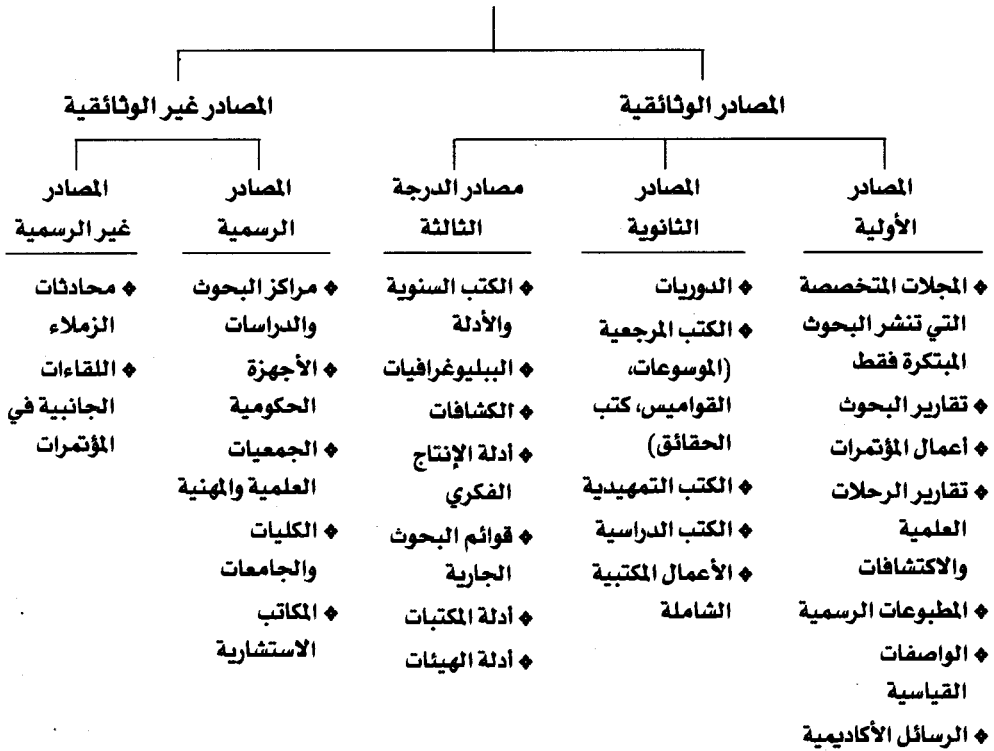 المصادر الوثائقية
المصادر غير الوثائقية
المصادر
الأولية
❖ المجلات المتخصصة
التي تنشر البحوث
المبتكرة فقط
❖ تقارير البحوث
❖ أعمال المؤتمرات
❖ تقارير الرحلات
العلمية
والاكتشافات
❖ المطبوعات الرسمية
❖ الواصفات
القياسية
❖ الرسائل الأكاديمية
المصادر
الثانوية
❖ الدوريات
❖ الكتب المرجعية
(الموسوعات،
القواميس، كتب
الحقائق)
❖ الكتب التمهيدية
❖ الكتب الدراسية
❖ الأعمال المكتبية
الشاملة
مصادر الدرجة
الثالثة
❖ الكتب السنوية
والأدلة
❖ الببليوغرافيات
❖ الكشافات
❖ أدلة الإنتاج
الفكري
❖ قوائم البحوث
الجارية
❖ أدلة المكتبات
❖ أدلة الهيئات
المصادر
الرسمية
❖ مراكز البحوث
والدراسات
❖ الأجهزة
الحكومية
❖ الجمعيات
العلمية والمهنية
❖ الكليات
والجامعات
❖ المكاتب
الاستشارية
المصادر
غير الرسمية
❖ محادثات
الزملاء
❖ اللقاءات
الجانبية في
المؤتمرات